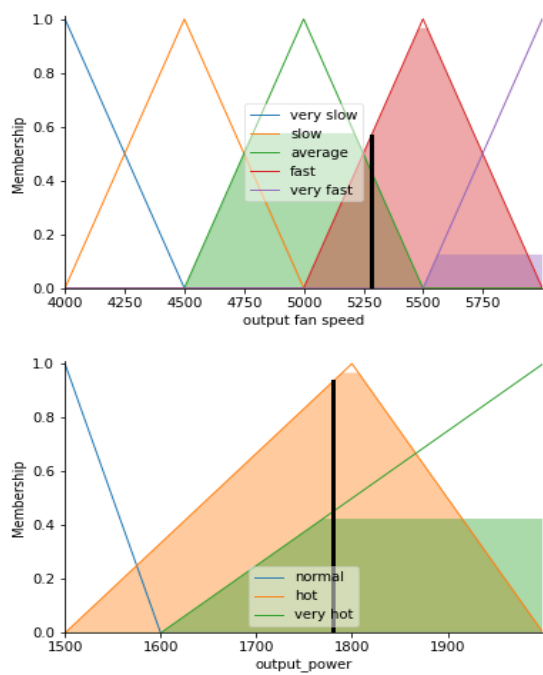 1.0
0.8
0.6
0.4
0.2
0.0
Membership
very slow
slow
average
fast
very fast
4000 4250 4500 4750 5000 5250 5500 5750
output fan speed
1.0
0.8
0.6
0.4
0.2
0.0
Membership
normal
hot
very hot
1500 1600 1700 1800 1900
output_power